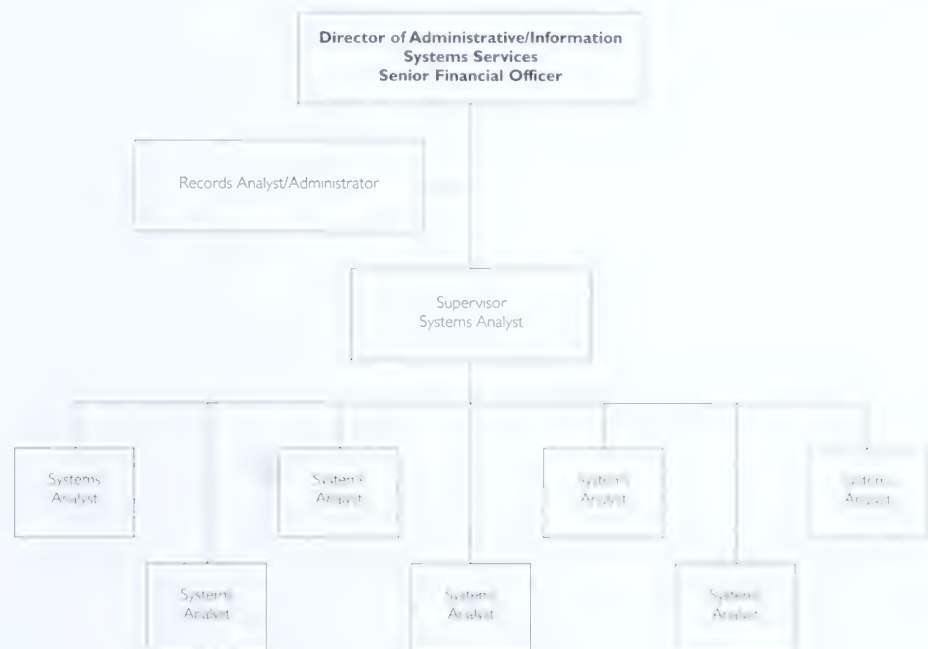 Director of Administrative/Information
Systems Services
Senior Financial Officer
Records Analyst/Administrator
Supervisor
Systems Analyst
Systems
Analyst
Systems
Analyst
Systems
Analyst
Systems
Analyst
Systems
Analyst
Systems
Analyst
Systems
Analyst